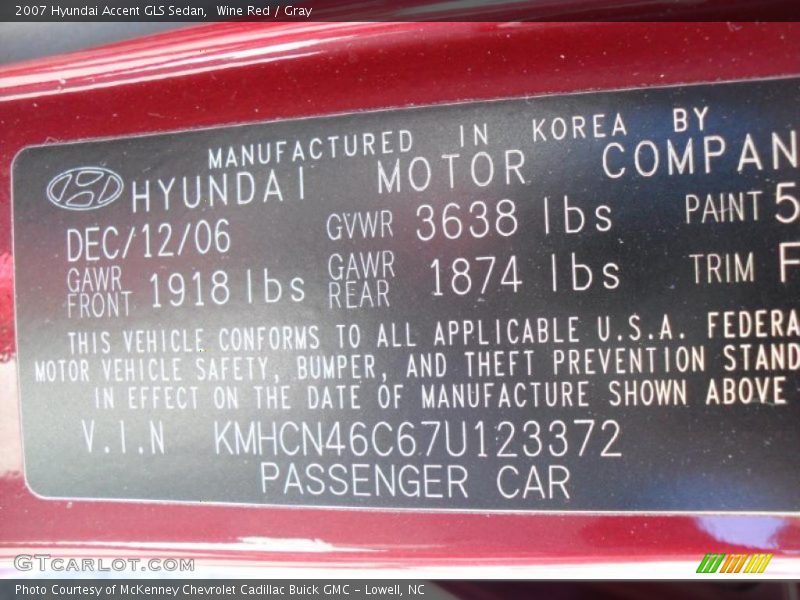 2007 Hyundai Accent GLS Sedan, Wine Red / Gray
MANUFACTURED IN KOREA BY
HYUNDAI MOTOR COMPAN
DEC/12/06 GVWR 3638 lbs PAINT 5
GAWR FRONT 1918 lbs GAWR REAR 1874 lbs TRIM F
THIS VEHICLE CONFORMS TO ALL APPLICABLE U.S.A. FEDERA
MOTOR VEHICLE SAFETY, BUMPER, AND THEFT PREVENTION STAND
IN EFFECT ON THE DATE OF MANUFACTURE SHOWN ABOVE
V.I.N KMHCN46C67U123372
PASSENGER CAR
GTcarlot.com
Photo Courtesy of McKenney Chevrolet Cadillac Buick GMC - Lowell, NC